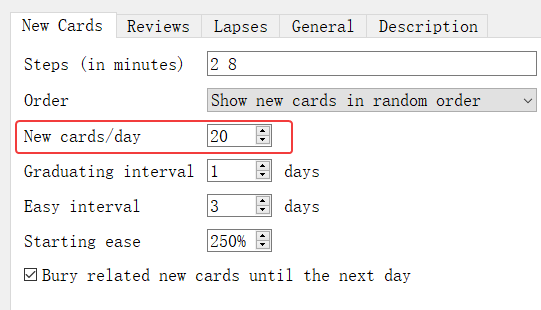 New Cards Reviews Lapses General Description
Steps (in minutes) 2 8
Order Show new cards in random order
New cards/day 20
Graduating interval 1 days
Easy interval 3 days
Starting ease 250%
Bury related new cards until the next day